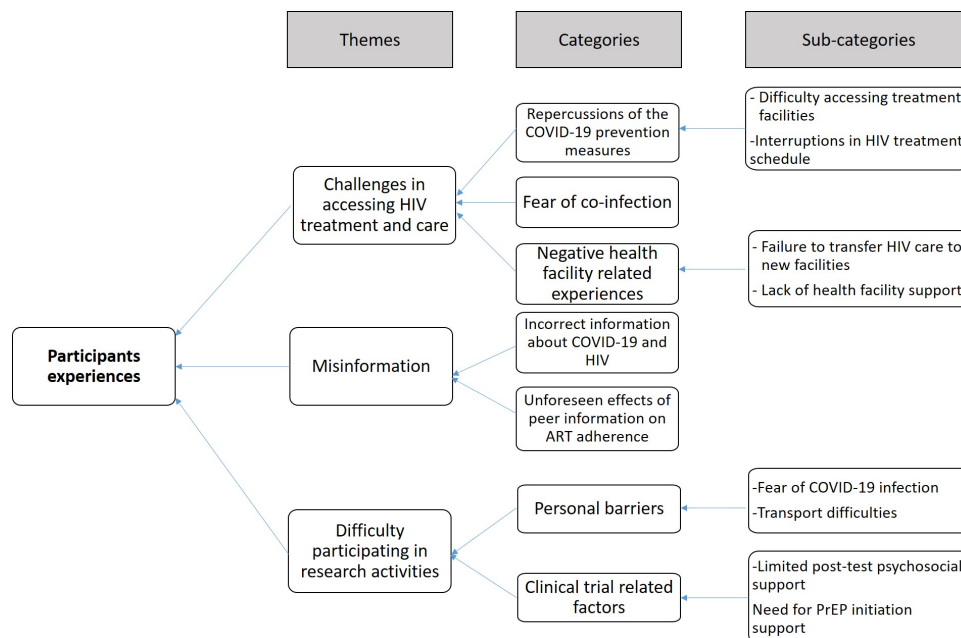 Themes
Categories
Sub-categories
Participants
experiences
Challenges in
accessing HIV
treatment and care
Misinformation
Difficulty
participating in
research activities
Repercussions of the
COVID-19 prevention
measures
Fear of co-infection
Negative health
facility related
experiences
Incorrect information
about COVID-19 and
HIV
Unforeseen effects of
peer information on
ART adherence
Personal barriers
Clinical trial related
factors
- Difficulty accessing treatment
facilities
-Interruptions in HIV treatment
schedule
- Failure to transfer HIV care to
new facilities
- Lack of health facility support
-Fear of COVID-19 infection
-Transport difficulties
-Limited post-test psychosocial
support
Need for PrEP initiation
support